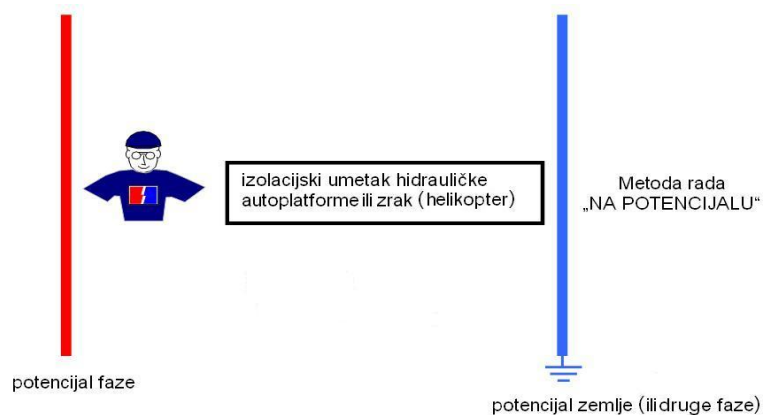 izolacijski umetak hidrauličke
autoplatforme ili zrak (helikopter)
Metoda rada
„NA POTENCIJALU“
potencijal faze
potencijal zemlje (ili druge faze)